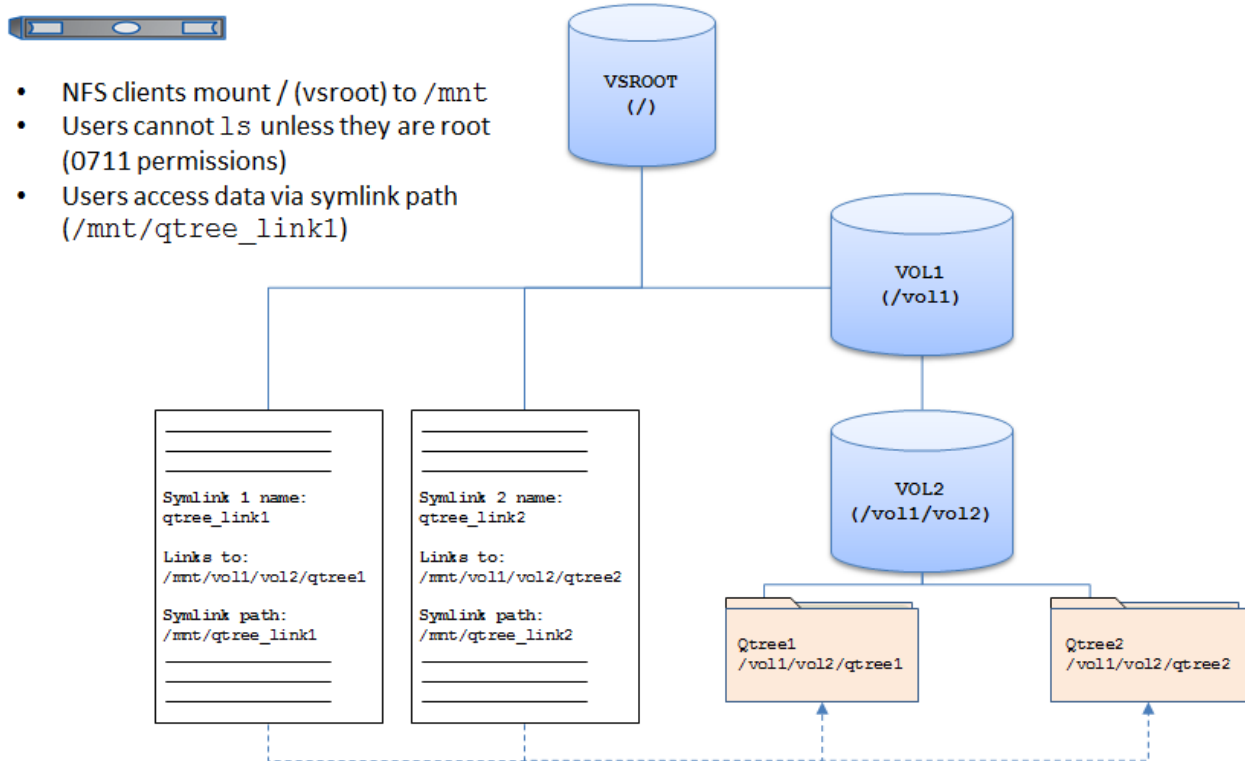 • NFS clients mount / (vsroot) to /mnt
• Users cannot ls unless they are root
(0711 permissions)
• Users access data via symlink path
(/mnt/qtree_link1)
VSROOT
(/)
VOL1
(/vol1)
VOL2
(/vol1/vol2)
Symlink 1 name:
qtree_link1
Links to:
/mnt/vol1/vol2/qtree1
Symlink path:
/mnt/qtree_link1
Symlink 2 name:
qtree_link2
Links to:
/mnt/vol1/vol2/qtree2
Symlink path:
/mnt/qtree_link2
Qtree1
/vol1/vol2/qtree1
Qtree2
/vol1/vol2/qtree2